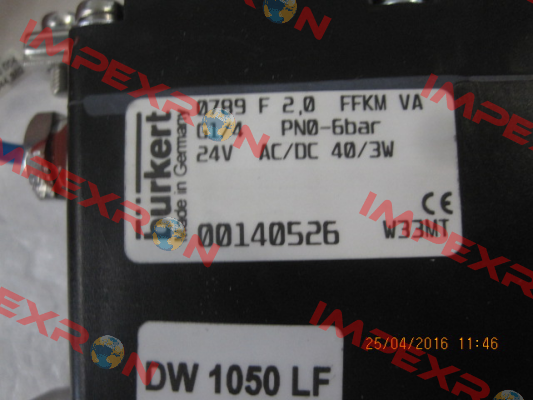 bürkert
Made in Germany
0789 F 2,0 FFKM VA
G1/4 PN0-6bar
24V AC/DC 40/3W
00140526 W33MT
CE
DW 1050 LF
25/04/2016 11:46
IMPEXRON
IMPEXRON
IMPEXRON
IMPEXRON